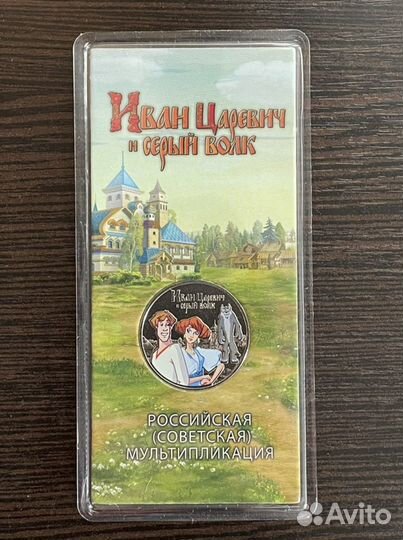 Иван Царевич
и серый волк
Иван Царевич
и серый волк
РОССИЙСКАЯ
(СОВЕТСКАЯ)
МУЛЬТИПЛИКАЦИЯ
Avito